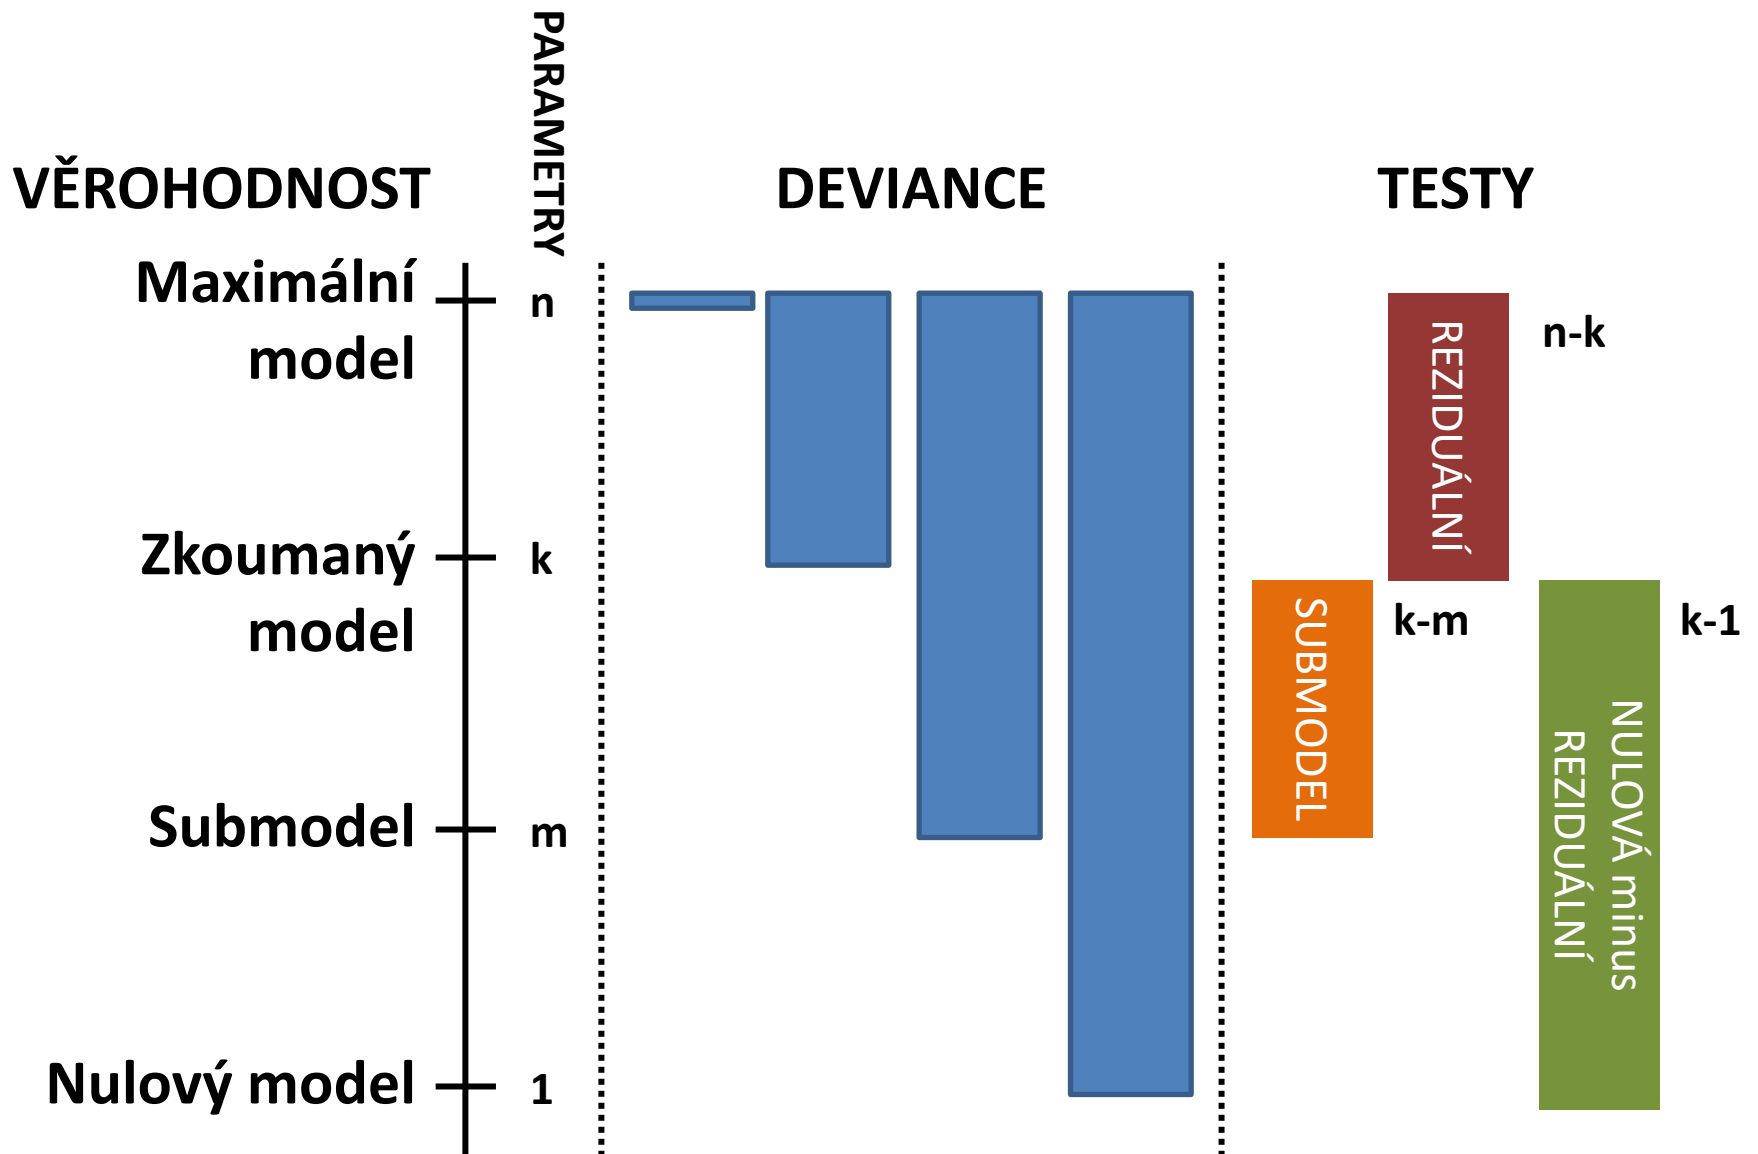 PARAMETRY
VĚROHODNOST
DEVIANCE
TESTY
Maximální
model
n
Zkoumaný
model
k
Submodel
m
Nulový model
1
REZIDUÁLNÍ
n-k
SUBMODEL
k-m
NULOVÁ minus
REZIDUÁLNÍ
k-1